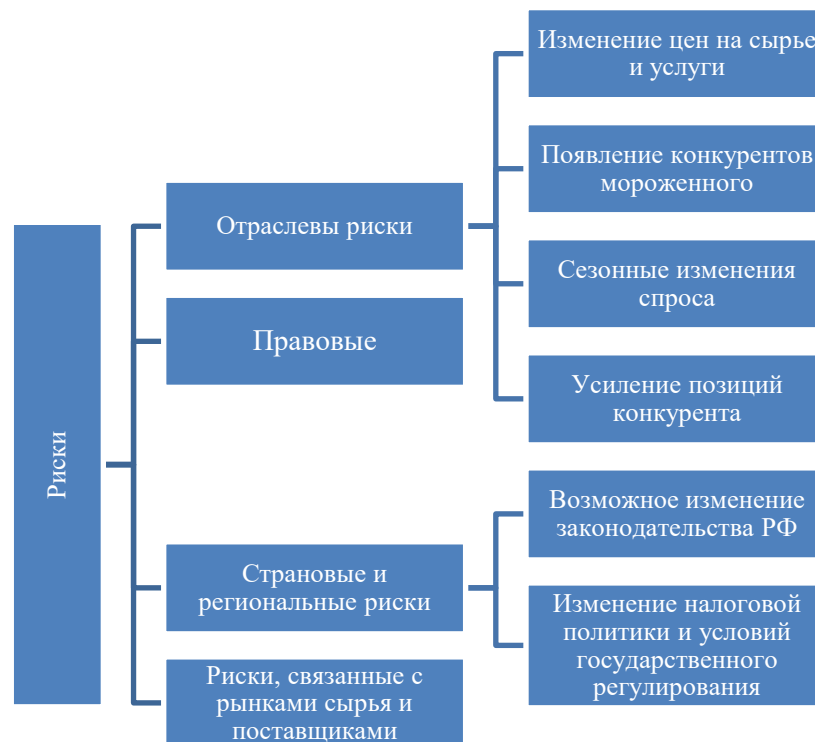 Риски
Отраслевы риски
Изменение цен на сырье
и услуги
Появление конкурентов
мороженного
Сезонные изменения
спроса
Усиление позиций
конкурента
Правовые
Страновые и
региональные риски
Возможное изменение
законодательства РФ
Изменение налоговой
политики и условий
государственного
регулирования
Риски, связанные с
рынками сырья и
поставщиками